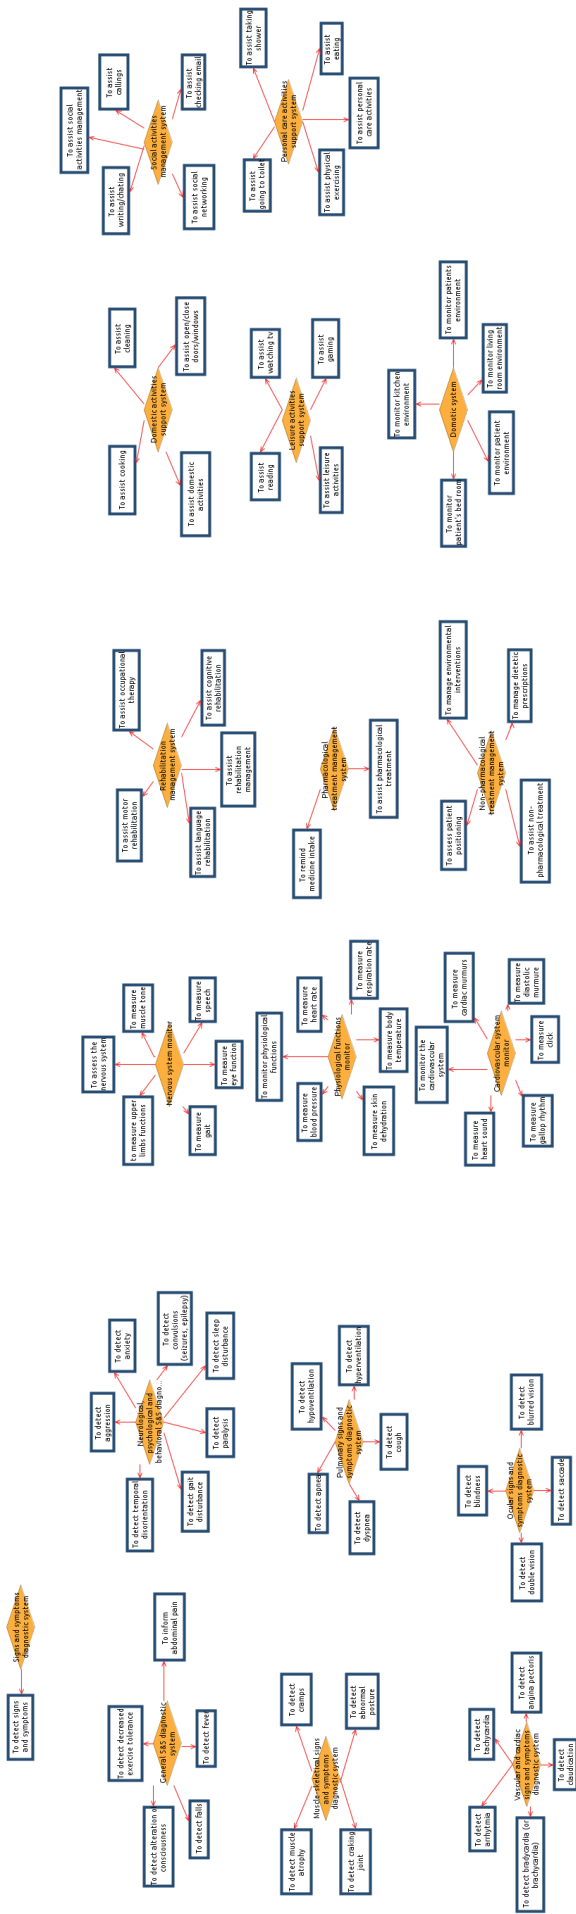 Signs and symptoms
diagnostic system
To detect signs
and symptoms
To detect decreased
exercise tolerance
To inform
abdominal pain
General S&S diagnostic
system
To detect alteration o
consciousness
To detect falls
To detect fever
To detect
cramps
To detect
abnormal
posture
Muscle-skeletical signs
and symptoms
diagnostic system
To detect muscle
atrophy
To detect craking
joint
To detect
tachycardia
To detect
angina pectoris
To detect
arrhytmia
Vascular and cardiac
signs and symptoms
diagnostic system
To detect bradycardia (or
brachycardia)
To detect
claudication
To detect
aggression
To detect
anxiety
To detect
convulsions
(seizures, epilepsy)
To detect sleep
disturbance
Neurological
psychological and
behavioral S&S diagno...
To detect temporal
disorientation
To detect gait
disturbance
To detect
paralysis
To detect
hypoventilation
To detect
hyperventilation
Pulmonary signs and
symptoms diagnostic
system
To detect apnea
To detect
dyspnea
To detect
cough
To detect
blindness
To detect
blurred vision
Ocular signs and
symptoms diagnostic
system
To detect
double vision
To detect saccade
To assess the
nervous system
To measure
muscle tone
To measure
speech
Nervous system monitor
to measure upper
limbs functions
To measure
gait
To measure
eye function
To monitor physiological
functions
To measure
heart rate
To measure
respiration rate
Physiological functions
monitor
To measure
blood pressure
To measure skin
dehydration
To measure body
temperature
To monitor the
cardiovascular
system
To measure
cardiac murmurs
To measure
diastolic
murmure
Cardiovascular system
monitor
To measure
heart sound
To measure
gallop rhythm
To measure
click
To assist occupational
therapy
To assist cognitive
rehabilitation
Rehabilitation
management system
To assist motor
rehabilitation
To assist language
rehabilitation
To assist
rehabilitation
management
Pharmacological
treatment management
system
To remind
medicine intake
To assist pharmacological
treatment
To manage environmental
interventions
To manage dietetic
prescriptions
Non-pharmacological
treatment management
system
To assess patient
positioning
To assist non-
pharmacological treatment
To assist
cleaning
To assist open/close
doors/windows
Domestic activities
support system
To assist cooking
To assist domestic
activities
To assist
watching tv
To assist
gaming
Leisure activities
support system
To assist
reading
To assist leisure
activities
To monitor kitchen
environment
To monitor patients
environment
To monitor living
room environment
Domotic system
To monitor
patient's bed room
To monitor patient
environment
To assist social
activities management
To assist
callings
To assist
checking email
Social activities
management system
To assist
writing/chating
To assist social
networking
To assist taking
shower
To assist
eating
Personal care activities
support system
To assist personal
care activities
To assist
going to toilet
To assist physical
exercising